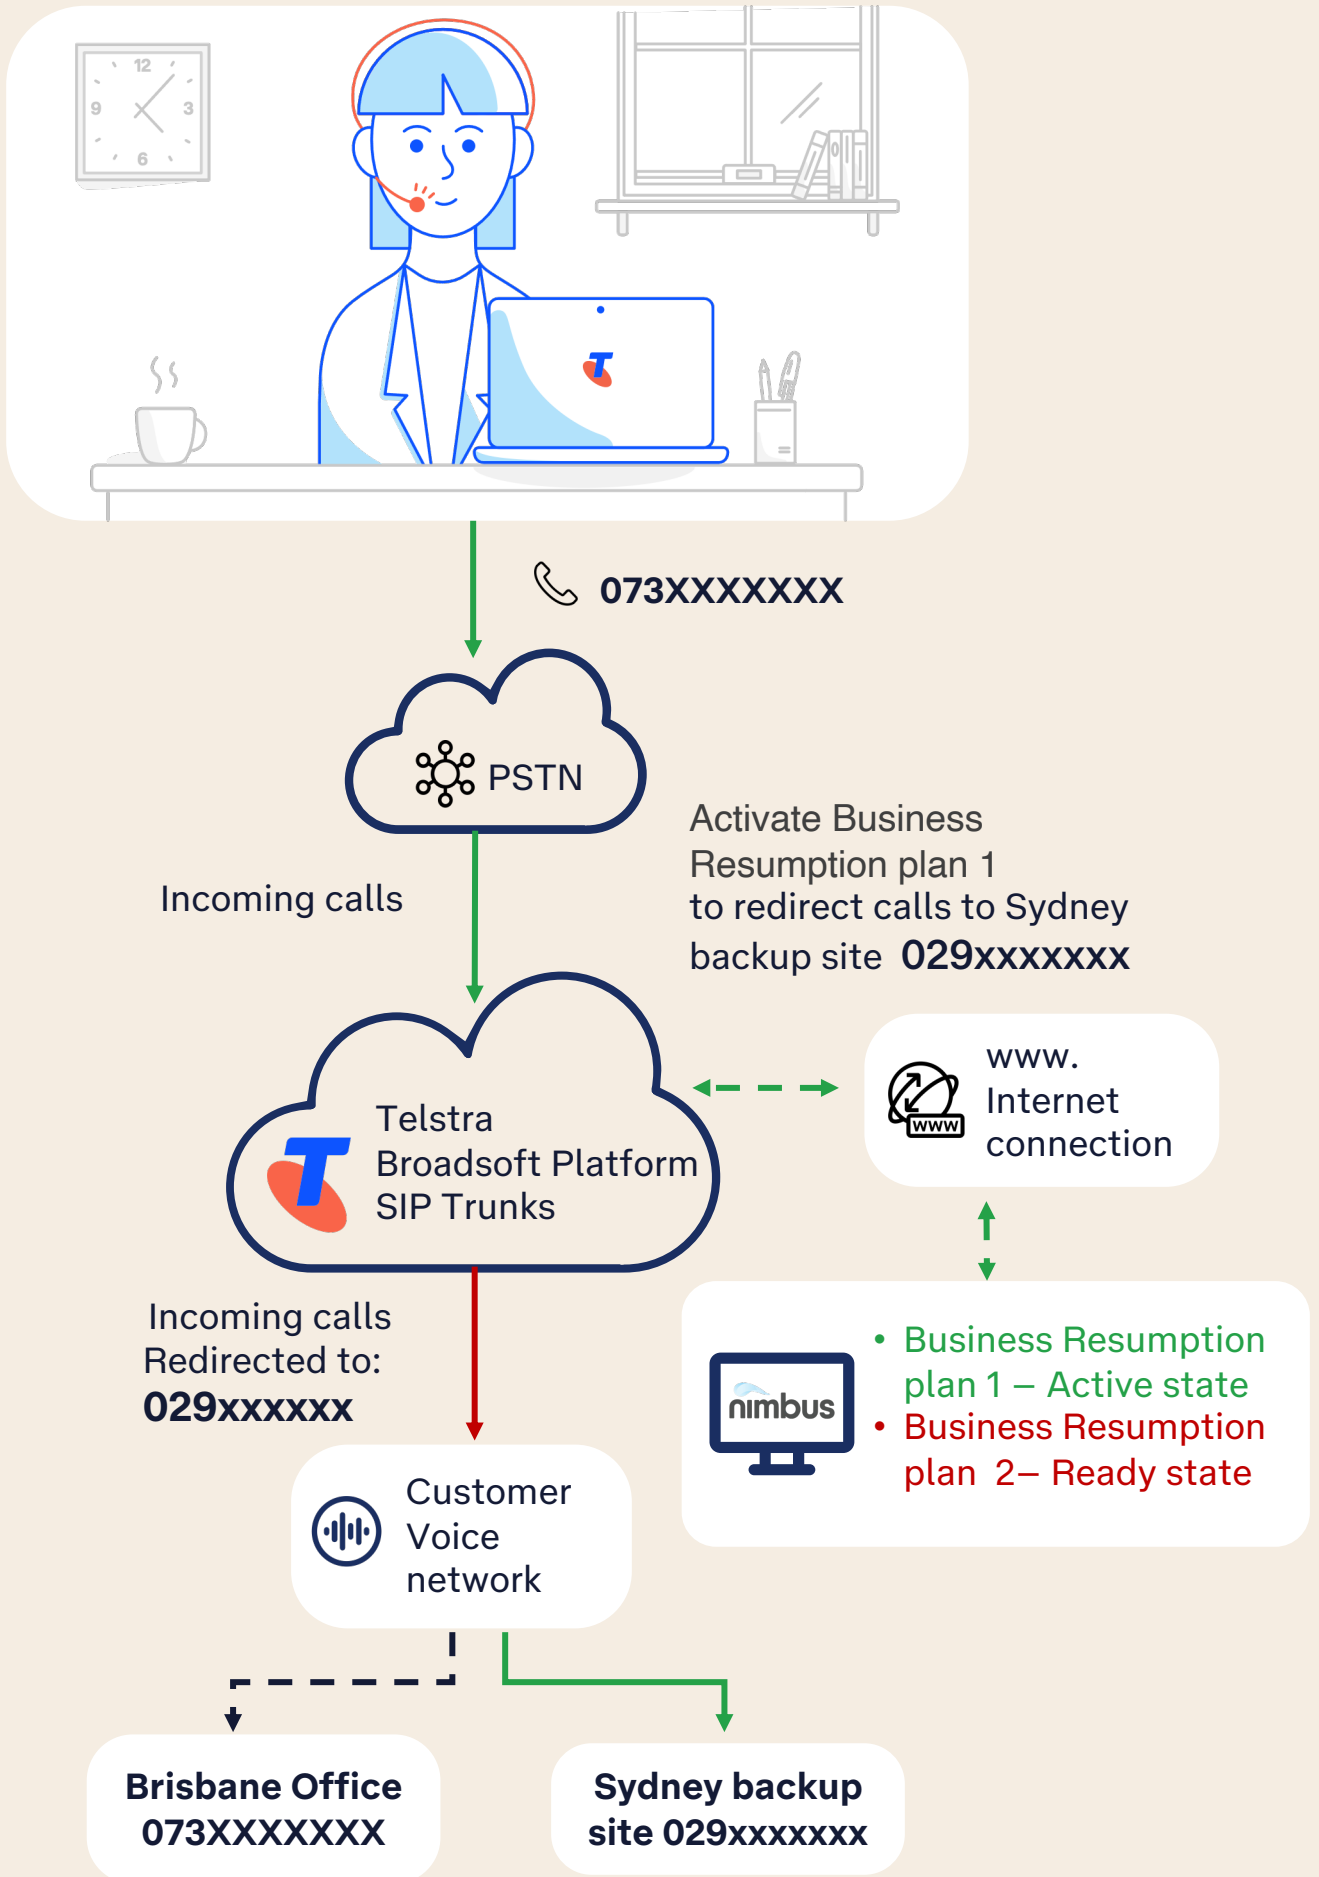 12
9
3
6
T
073XXXXXXX
PSTN
Activate Business
Resumption plan 1
to redirect calls to Sydney
backup site 029xxxxxxx
Incoming calls
www.
Internet
connection
www
Telstra
Broadsoft Platform
SIP Trunks
T
Incoming calls
Redirected to:
029xxxxxx
nimbus
• Business Resumption
plan 1 – Active state
• Business Resumption
plan 2– Ready state
Customer
Voice
network
Brisbane Office
073XXXXXXX
Sydney backup
site 029xxxxxxx